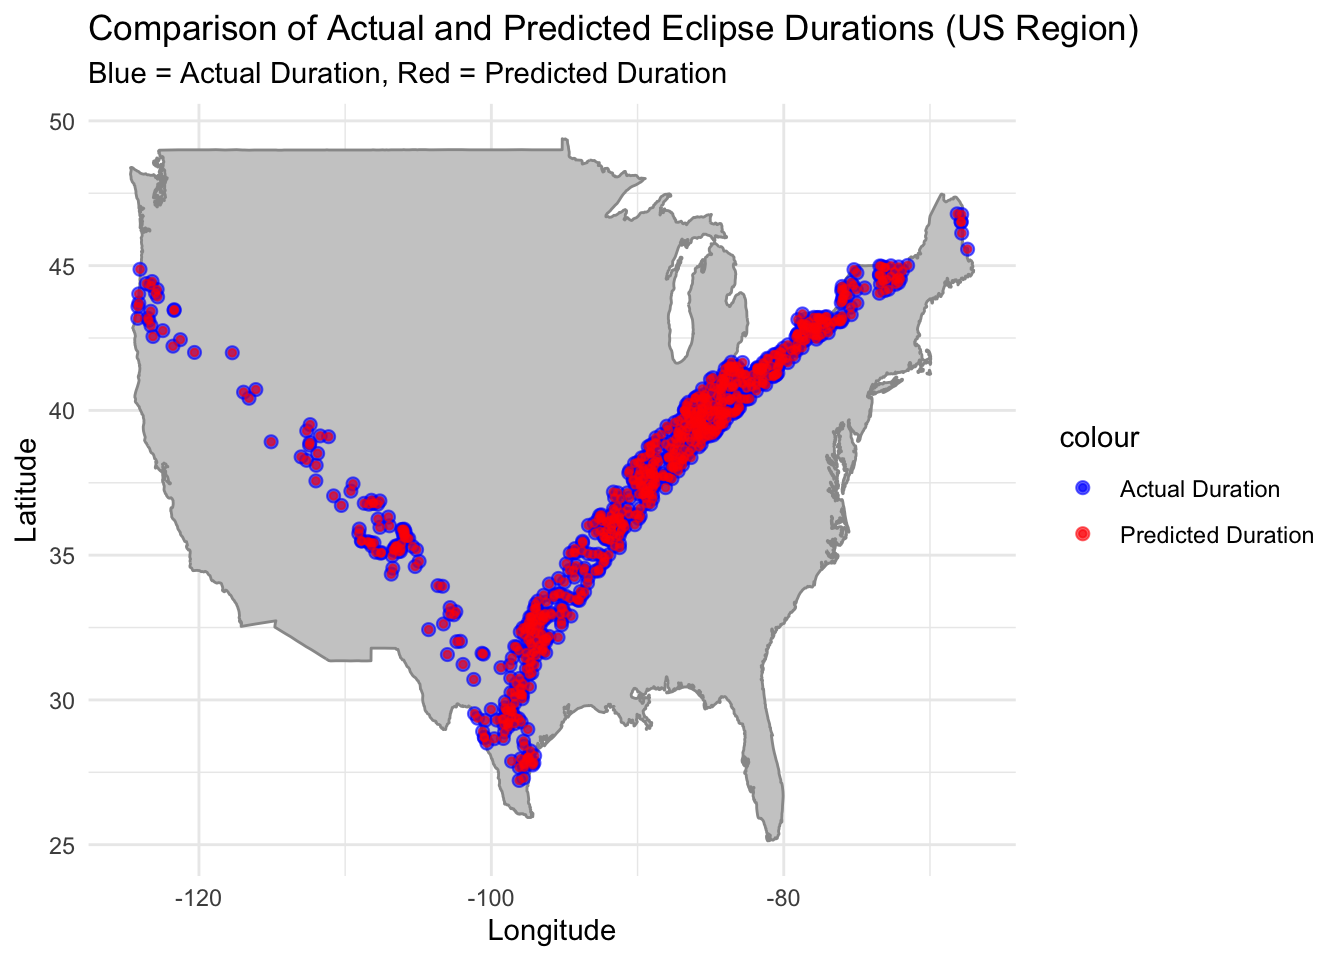 Comparison of Actual and Predicted Eclipse Durations (US Region)
Blue = Actual Duration, Red = Predicted Duration
50
45
40
35
30
25
Latitude
-120
-100
-80
Longitude
colour
Actual Duration
Predicted Duration